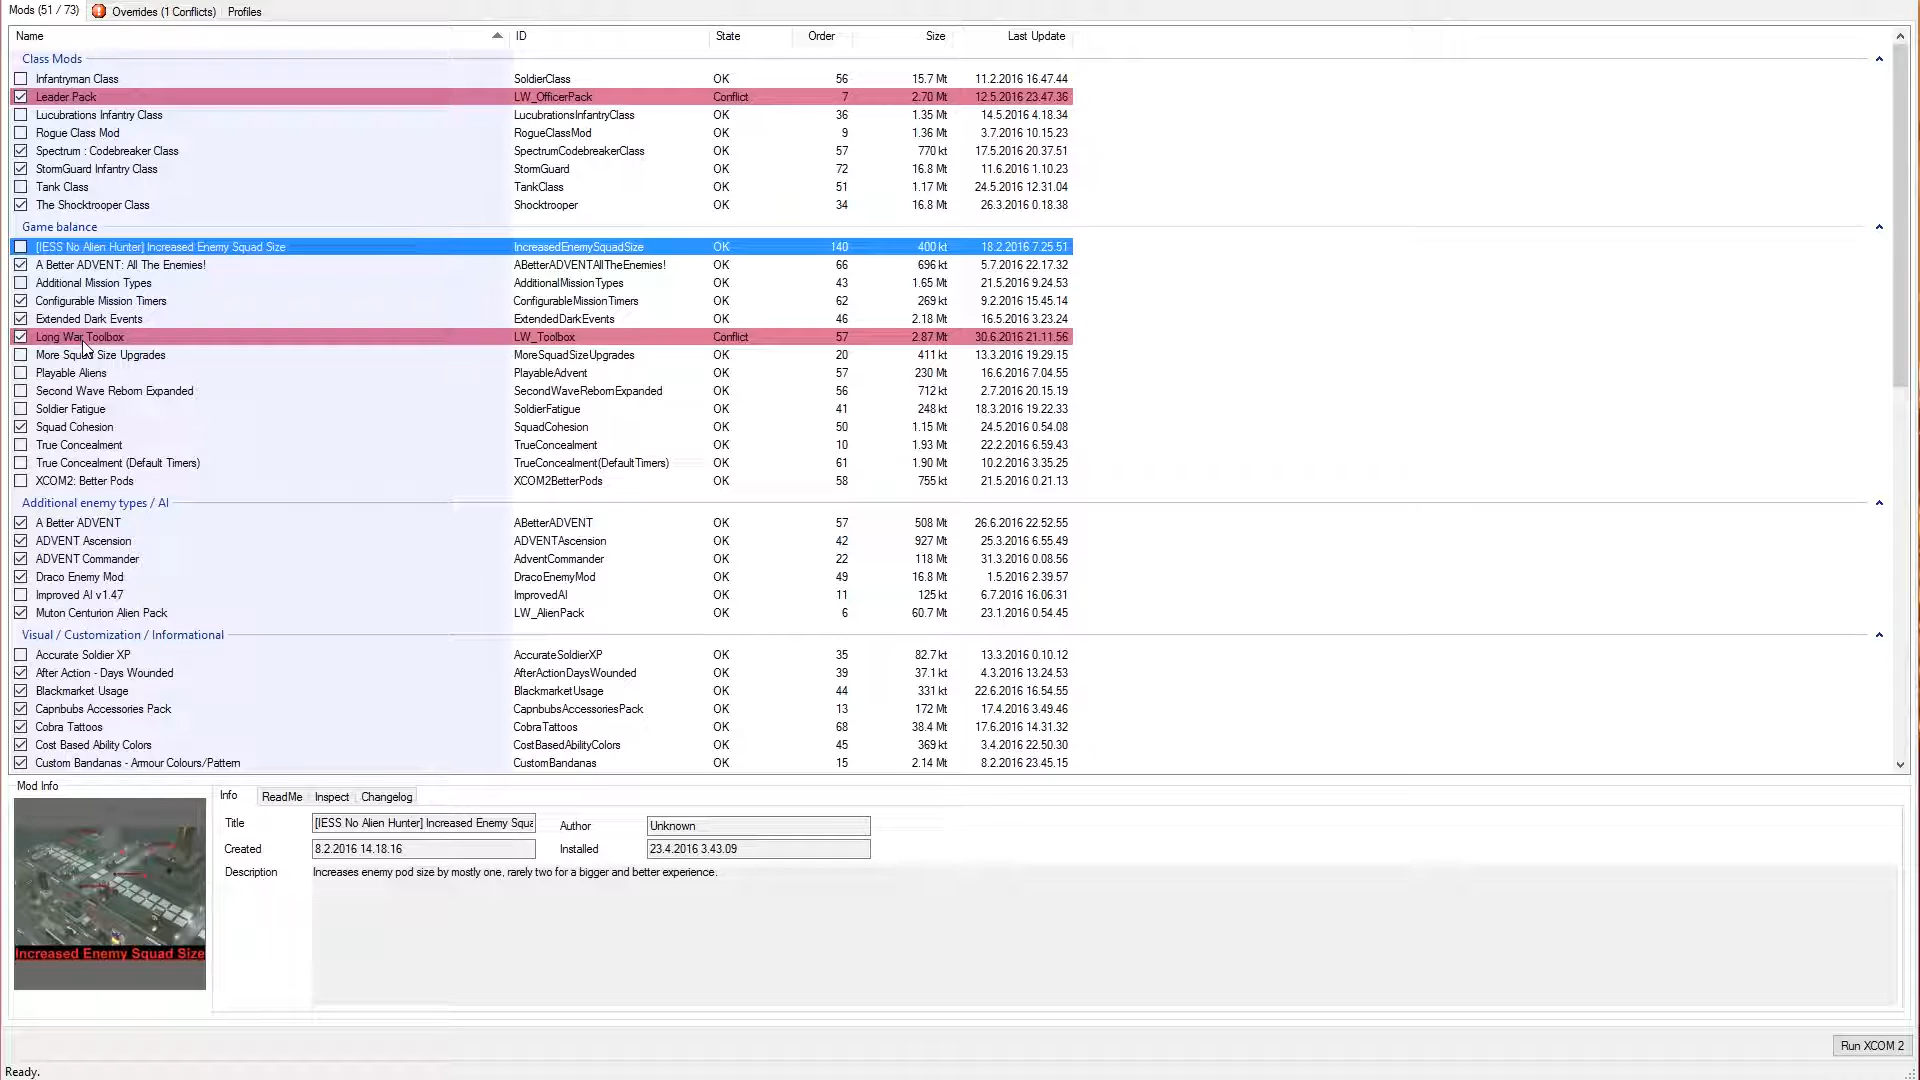 Mods (51 / 73) Overrides (1 Conflicts) Profiles
Name ID State Order Size Last Update
Class Mods
Infantryman Class SoldierClass OK 56 15.7 Mt 11.2.2016 16.47.44
Leader Pack LW_OfficerPack Conflict 7 2.70 Mt 12.5.2016 23.47.36
Lucubrations Infantry Class LucubrationsInfantryClass OK 36 1.35 Mt 14.5.2016 4.18.34
Rogue Class Mod RogueClassMod OK 9 1.36 Mt 3.7.2016 10.15.23
Spectrum : Codebreaker Class SpectrumCodebreakerClass OK 57 770 kt 17.5.2016 20.37.51
StormGuard Infantry Class StormGuard OK 72 16.8 Mt 11.6.2016 1.10.23
Tank Class TankClass OK 51 1.17 Mt 24.5.2016 12.31.04
The Shocktrooper Class Shocktrooper OK 34 16.8 Mt 26.3.2016 0.18.38
Game balance
[IESS No Alien Hunter] Increased Enemy Squad Size IncreasedEnemySquadSize OK 140 400 kt 18.2.2016 7.25.51
A Better ADVENT: All The Enemies! ABetterADVENTAllTheEnemies! OK 66 696 kt 5.7.2016 22.17.32
Additional Mission Types AdditionalMissionTypes OK 43 1.65 Mt 21.5.2016 9.24.53
Configurable Mission Timers ConfigurableMissionTimers OK 62 269 kt 9.2.2016 15.45.14
Extended Dark Events ExtendedDarkEvents OK 46 2.18 Mt 16.5.2016 3.23.24
Long War Toolbox LW_Toolbox Conflict 57 2.87 Mt 30.6.2016 21.11.56
More Squad Size Upgrades MoreSquadSizeUpgrades OK 20 411 kt 13.3.2016 19.29.15
Playable Aliens PlayableAdvent OK 57 230 Mt 16.6.2016 7.04.55
Second Wave Reborn Expanded SecondWaveRebornExpanded OK 56 712 kt 2.7.2016 20.15.19
Soldier Fatigue SoldierFatigue OK 41 248 kt 18.3.2016 19.22.33
Squad Cohesion SquadCohesion OK 50 1.15 Mt 24.5.2016 0.54.08
True Concealment TrueConcealment OK 10 1.93 Mt 22.2.2016 6.59.43
True Concealment (Default Timers) TrueConcealment(DefaultTimers) OK 61 1.90 Mt 10.2.2016 3.35.25
XCOM2: Better Pods XCOM2BetterPods OK 58 755 kt 21.5.2016 0.21.13
Additional enemy types / AI
A Better ADVENT ABetterADVENT OK 57 508 Mt 26.6.2016 22.52.55
ADVENT Ascension ADVENTAscension OK 42 927 Mt 25.3.2016 6.55.49
ADVENT Commander AdventCommander OK 22 118 Mt 31.3.2016 0.08.56
Draco Enemy Mod DracoEnemyMod OK 49 16.8 Mt 1.5.2016 2.39.57
Improved AI v1.47 ImprovedAI OK 11 125 kt 6.7.2016 16.06.31
Muton Centurion Alien Pack LW_AlienPack OK 6 60.7 Mt 23.1.2016 0.54.45
Visual / Customization / Informational
Accurate Soldier XP AccurateSoldierXP OK 35 82.7 kt 13.3.2016 0.10.12
After Action - Days Wounded AfterActionDaysWounded OK 39 37.1 kt 4.3.2016 13.24.53
Blackmarket Usage BlackmarketUsage OK 44 331 kt 22.6.2016 16.54.55
Capnbubs Accessories Pack CapnbubsAccessoriesPack OK 13 172 Mt 17.4.2016 3.49.46
Cobra Tattoos CobraTattoos OK 68 38.4 Mt 17.6.2016 14.31.32
Cost Based Ability Colors CostBasedAbilityColors OK 45 369 kt 3.4.2016 22.50.30
Custom Bandanas - Armour Colours/Pattern CustomBandanas OK 15 2.14 Mt 8.2.2016 23.45.15
Mod Info
Increased Enemy Squad Size
Info ReadMe Inspect Changelog
Title [IESS No Alien Hunter] Increased Enemy Squa Author Unknown
Created 8.2.2016 14.18.16 Installed 23.4.2016 3.43.09
Description Increases enemy pod size by mostly one, rarely two for a bigger and better experience.
Run XCOM 2
Ready.